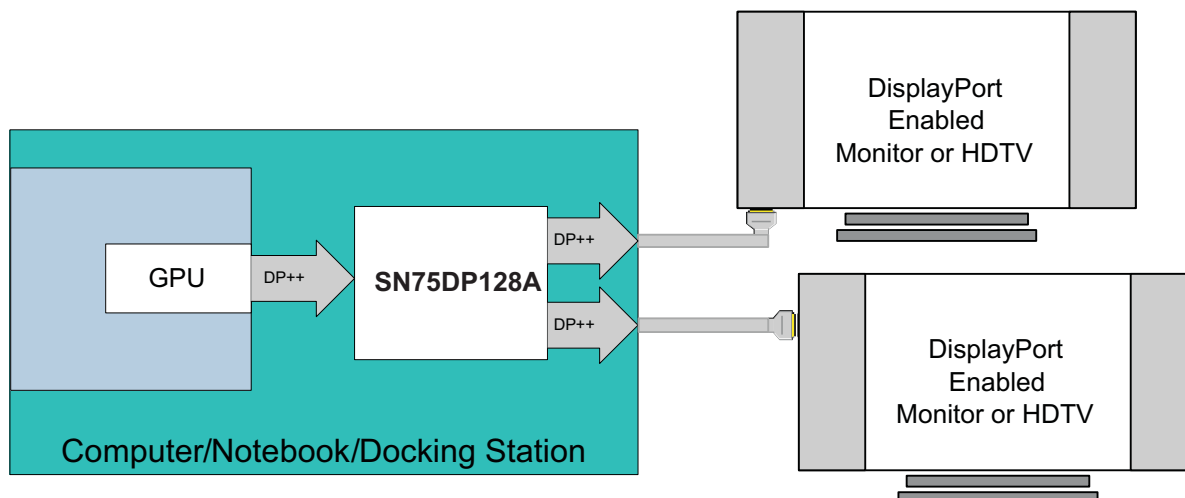 DisplayPort
Enabled
Monitor or HDTV
GPU
DP++
SN75DP128A
DP++
DP++
DisplayPort
Enabled
Monitor or HDTV
Computer/Notebook/Docking Station